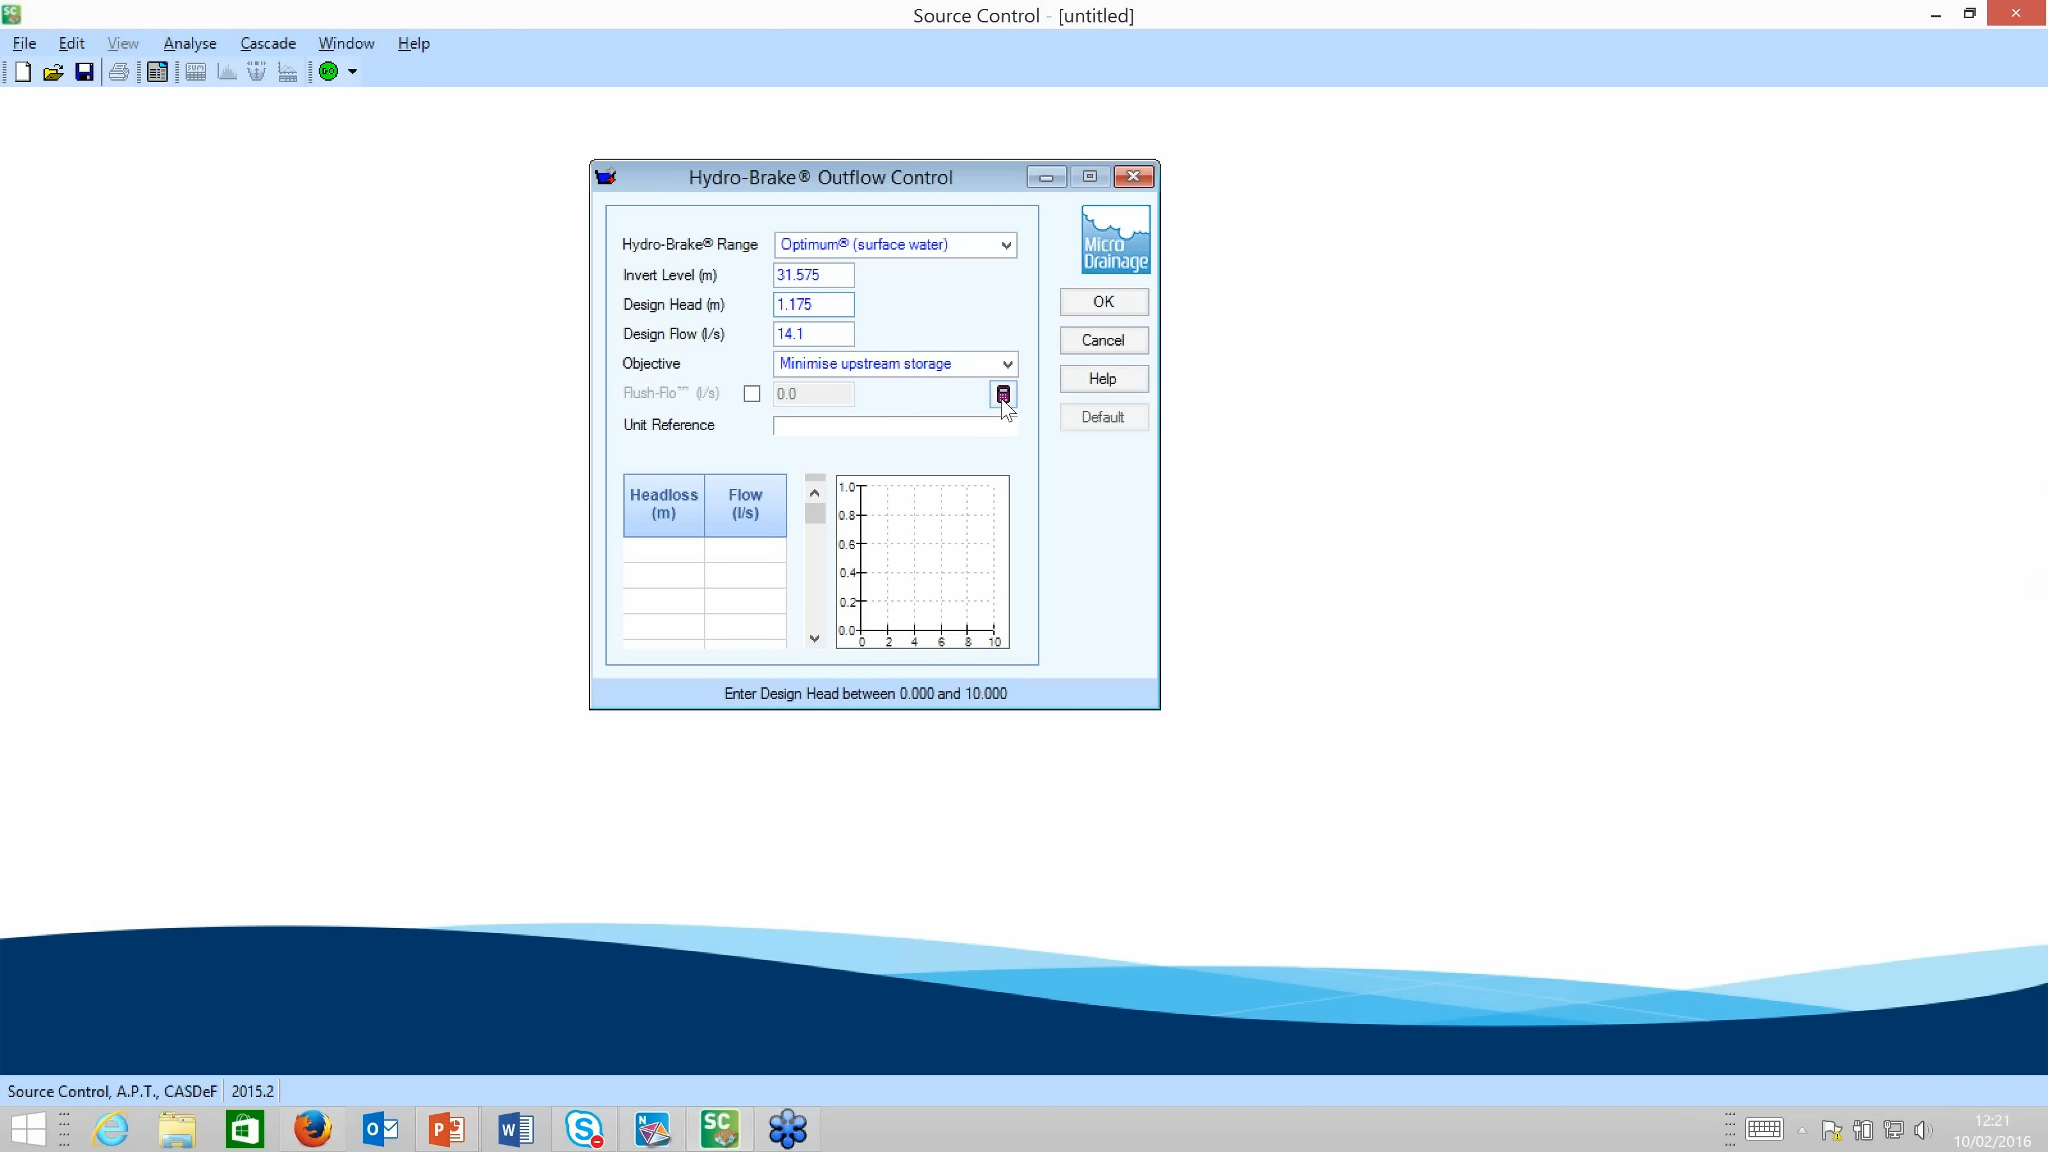 SC
Source Control - [untitled]
File Edit View Analyse Cascade Window Help
SUM
GO
Hydro-Brake® Outflow Control
Hydro-Brake® Range Optimum® (surface water)
Invert Level (m) 31.575
Design Head (m) 1.175
Design Flow (l/s) 14.1
Objective Minimise upstream storage
Flush-Flo™ (l/s) 0.0
Unit Reference
Micro
Drainage
OK
Cancel
Help
Default
Headloss Flow
(m) (l/s)
1.0
0.8
0.6
0.4
0.2
0.0
0 2 4 6 8 10
Enter Design Head between 0.000 and 10.000
Source Control, A.P.T., CASDeF 2015.2
N
SC
12:21
10/02/2016